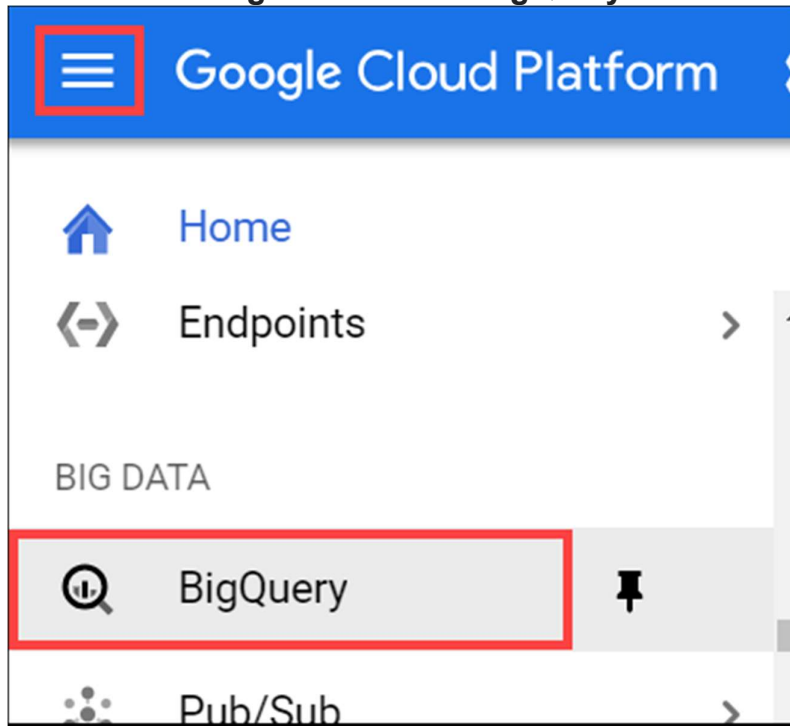 Google Cloud Platform
Home
Endpoints
BIG DATA
BigQuery
Pub/Sub